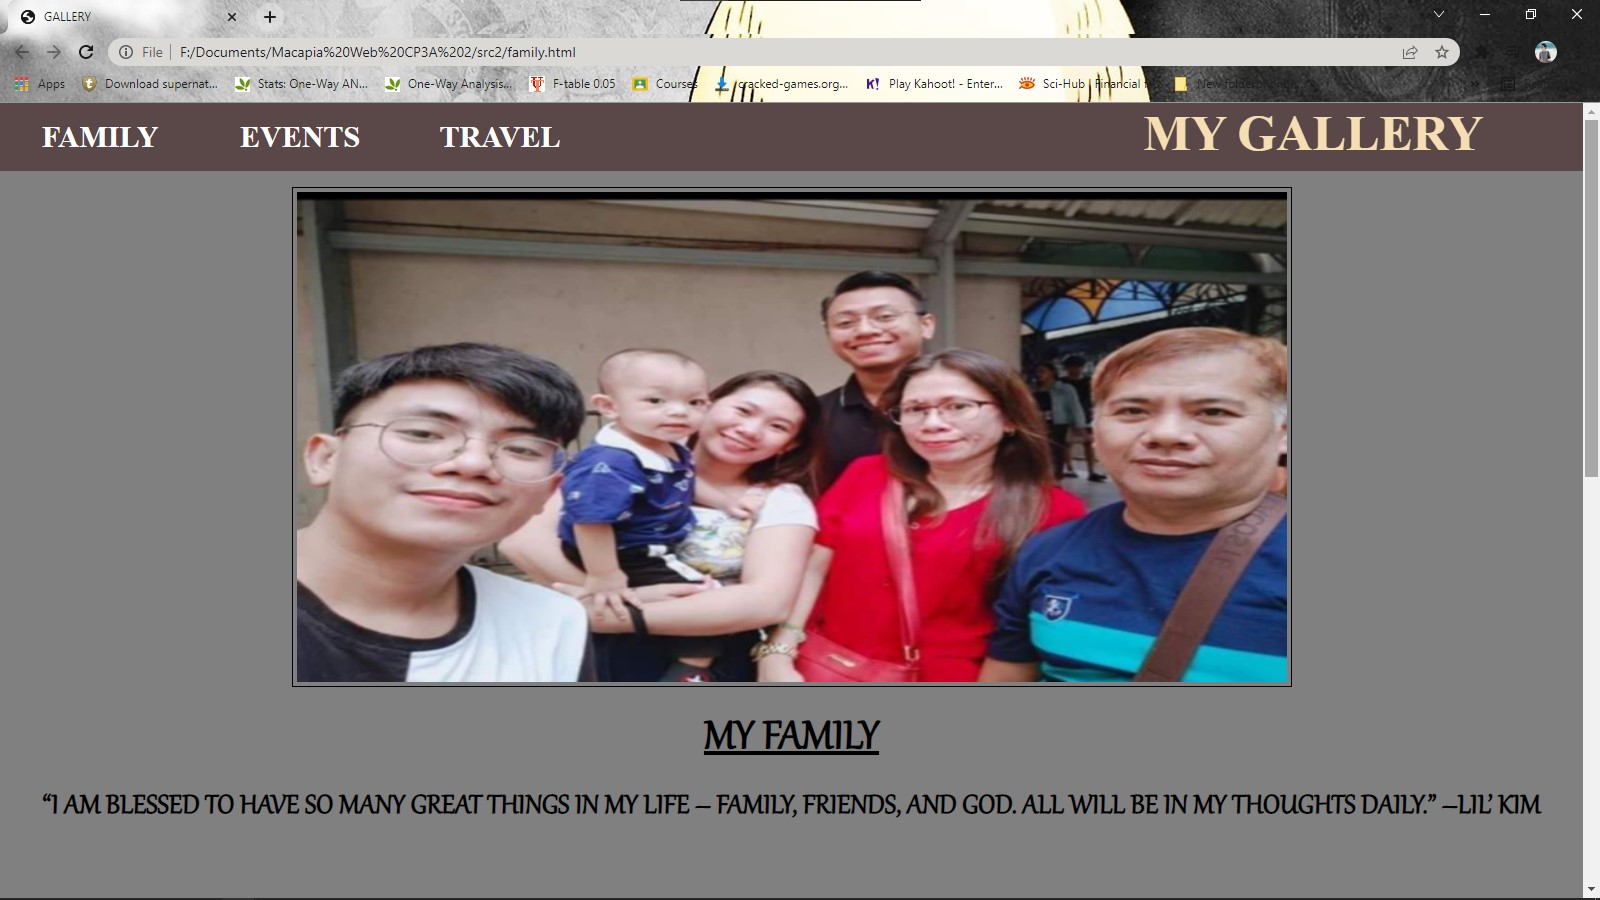 GALLERY
File F:/Documents/Macapia%20Web%20CP3A%202/src2/family.html
Apps Download supernat... Stats: One-Way AN... One-Way Analysis... F-table 0.05 Courses cracked-games.org... Play Kahoot! - Enter... Sci-Hub | Financial New folder
FAMILY EVENTS TRAVEL MY GALLERY
MY FAMILY
“I AM BLESSED TO HAVE SO MANY GREAT THINGS IN MY LIFE – FAMILY, FRIENDS, AND GOD. ALL WILL BE IN MY THOUGHTS DAILY.” –LIL’ KIM